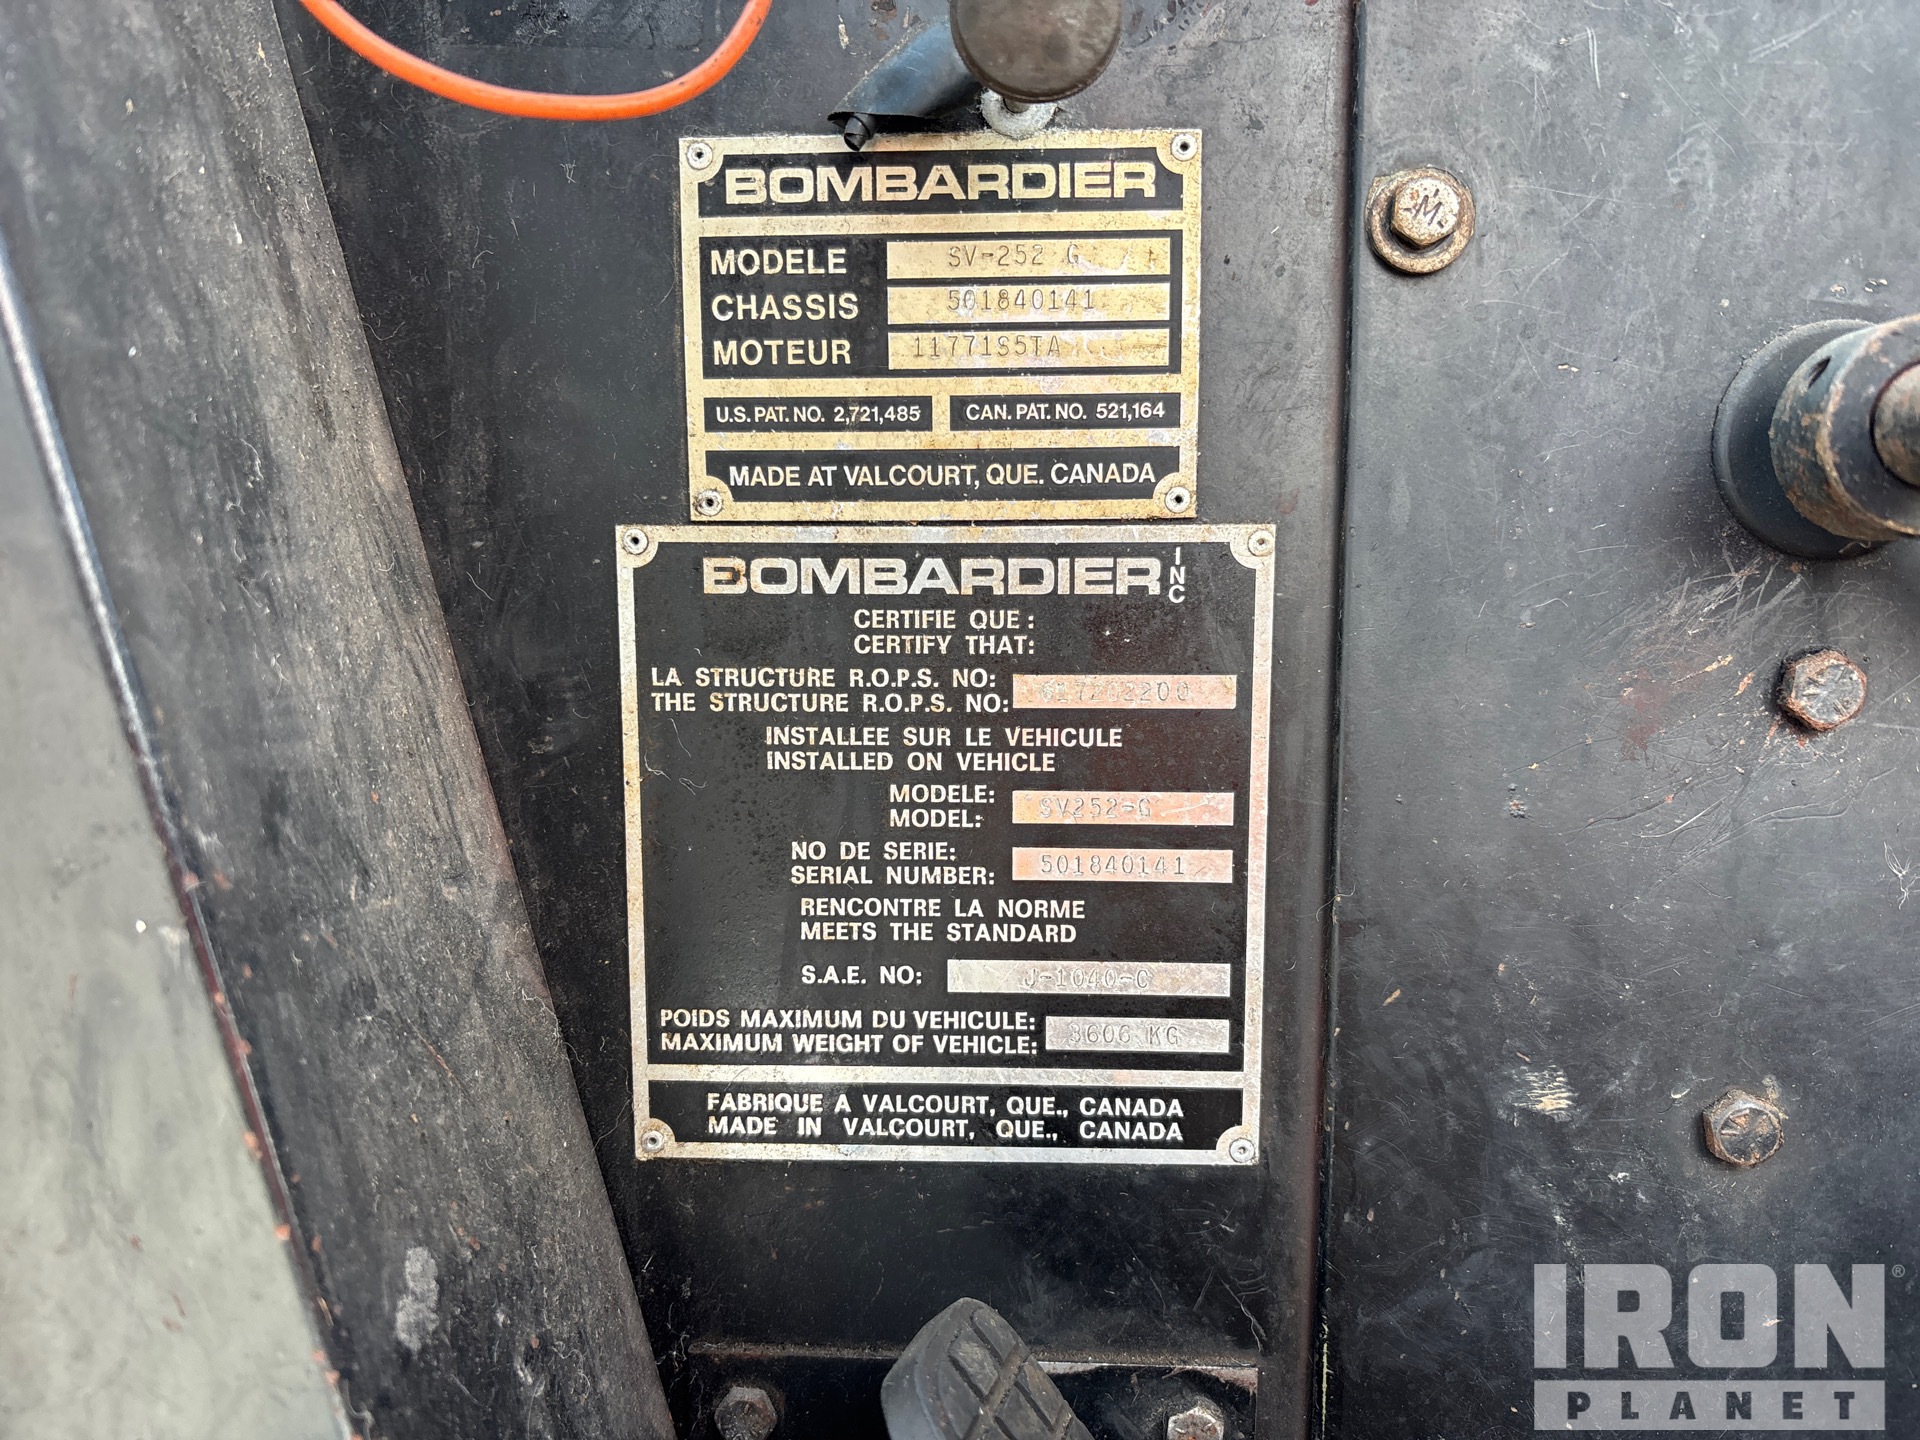 BOMBARDIER
MODELE SV-252 G
CHASSIS 501840141
MOTEUR 11771S5TA
U.S. PAT. NO. 2,721,485 CAN. PAT. NO. 521,164
MADE AT VALCOURT, QUE. CANADA
BOMBARDIER INC
CERTIFIE QUE :
CERTIFY THAT:
LA STRUCTURE R.O.P.S. NO:
THE STRUCTURE R.O.P.S. NO:
INSTALLEE SUR LE VEHICULE
INSTALLED ON VEHICLE
MODELE:
MODEL: SV252-G
NO DE SERIE:
SERIAL NUMBER: 501840141
RENCONTRE LA NORME
MEETS THE STANDARD
S.A.E. NO: J-1040-C
POIDS MAXIMUM DU VEHICULE:
MAXIMUM WEIGHT OF VEHICLE: 3606 KG
FABRIQUE A VALCOURT, QUE., CANADA
MADE IN VALCOURT, QUE., CANADA
M
IRON ®
PLANET